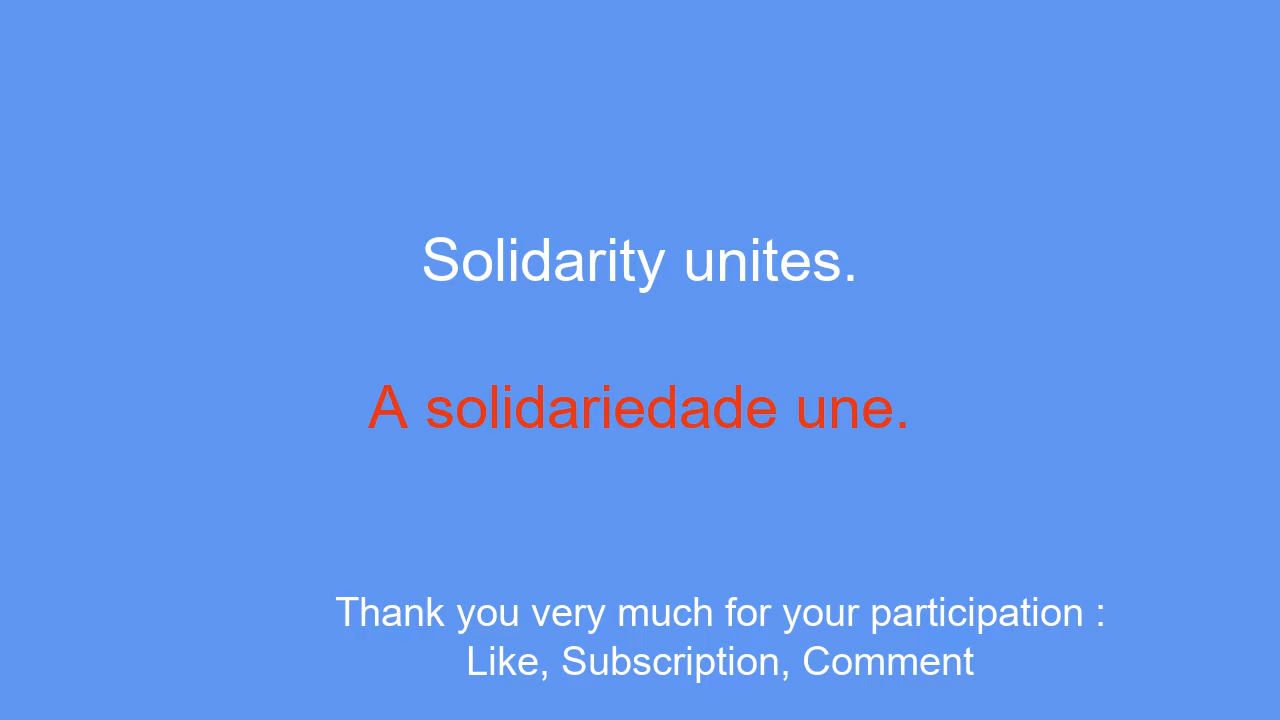 Solidarity unites.
A solidariedade une.
Thank you very much for your participation :
Like, Subscription, Comment